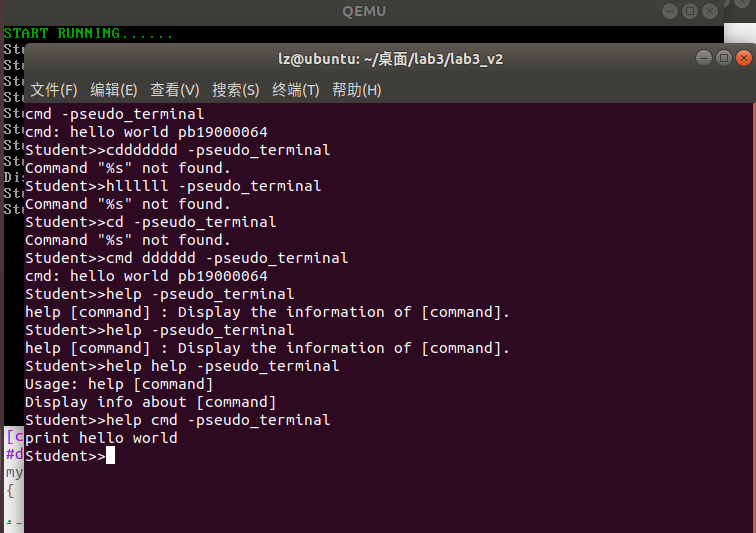 QEMU
START RUNNING......
Stu
Stu
Stu
Stu
Stu
Stu
Stu
Stu
Dis
Stu
Stu
lz@ubuntu: ~/桌面/lab3/lab3_v2
文件(F) 编辑(E) 查看(V) 搜索(S) 终端(T) 帮助(H)
cmd -pseudo_terminal
cmd: hello world pb19000064
Student>>cddddddd -pseudo_terminal
Command "%s" not found.
Student>>hllllll -pseudo_terminal
Command "%s" not found.
Student>>cd -pseudo_terminal
Command "%s" not found.
Student>>cmd dddddd -pseudo_terminal
cmd: hello world pb19000064
Student>>help -pseudo_terminal
help [command] : Display the information of [command].
Student>>help -pseudo_terminal
help [command] : Display the information of [command].
Student>>help help -pseudo_terminal
Usage: help [command]
Display info about [command]
Student>>help cmd -pseudo_terminal
print hello world
Student>>
[c
#d
my
{